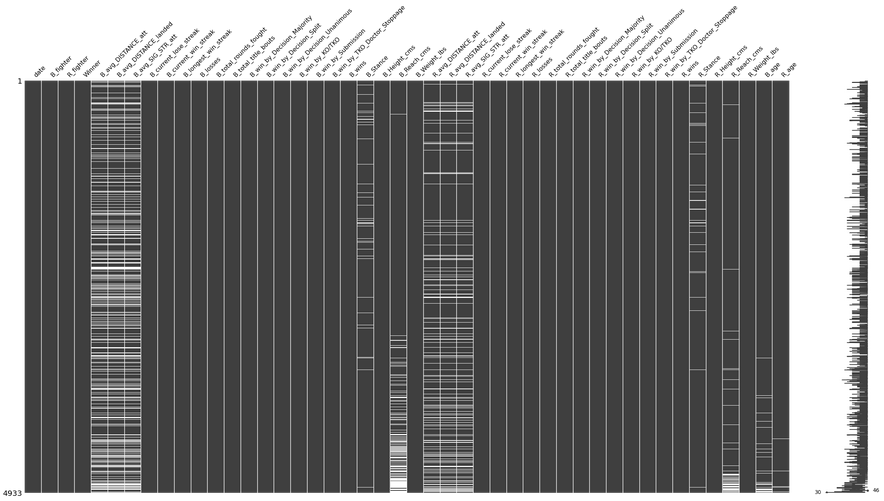 date
B_fighter
R_fighter
Winner
B_avg_DISTANCE_att
B_avg_DISTANCE_landed
B_avg_SIG_STR_att
B_current_lose_streak
B_current_win_streak
B_longest_win_streak
B_losses
B_total_rounds_fought
B_total_title_bouts
B_win_by_Decision_Majority
B_win_by_Decision_Split
B_win_by_Decision_Unanimous
B_win_by_KO/TKO
B_win_by_Submission
B_win_by_TKO_Doctor_Stoppage
B_wins
B_Stance
B_Height_cms
B_Reach_cms
B_Weight_lbs
R_avg_DISTANCE_att
R_avg_DISTANCE_landed
R_avg_SIG_STR_att
R_current_lose_streak
R_current_win_streak
R_longest_win_streak
R_losses
R_total_rounds_fought
R_total_title_bouts
R_win_by_Decision_Majority
R_win_by_Decision_Split
R_win_by_Decision_Unanimous
R_win_by_KO/TKO
R_win_by_Submission
R_win_by_TKO_Doctor_Stoppage
R_wins
R_Stance
R_Height_cms
R_Reach_cms
R_Weight_lbs
B_age
R_age
1
4933
30
46